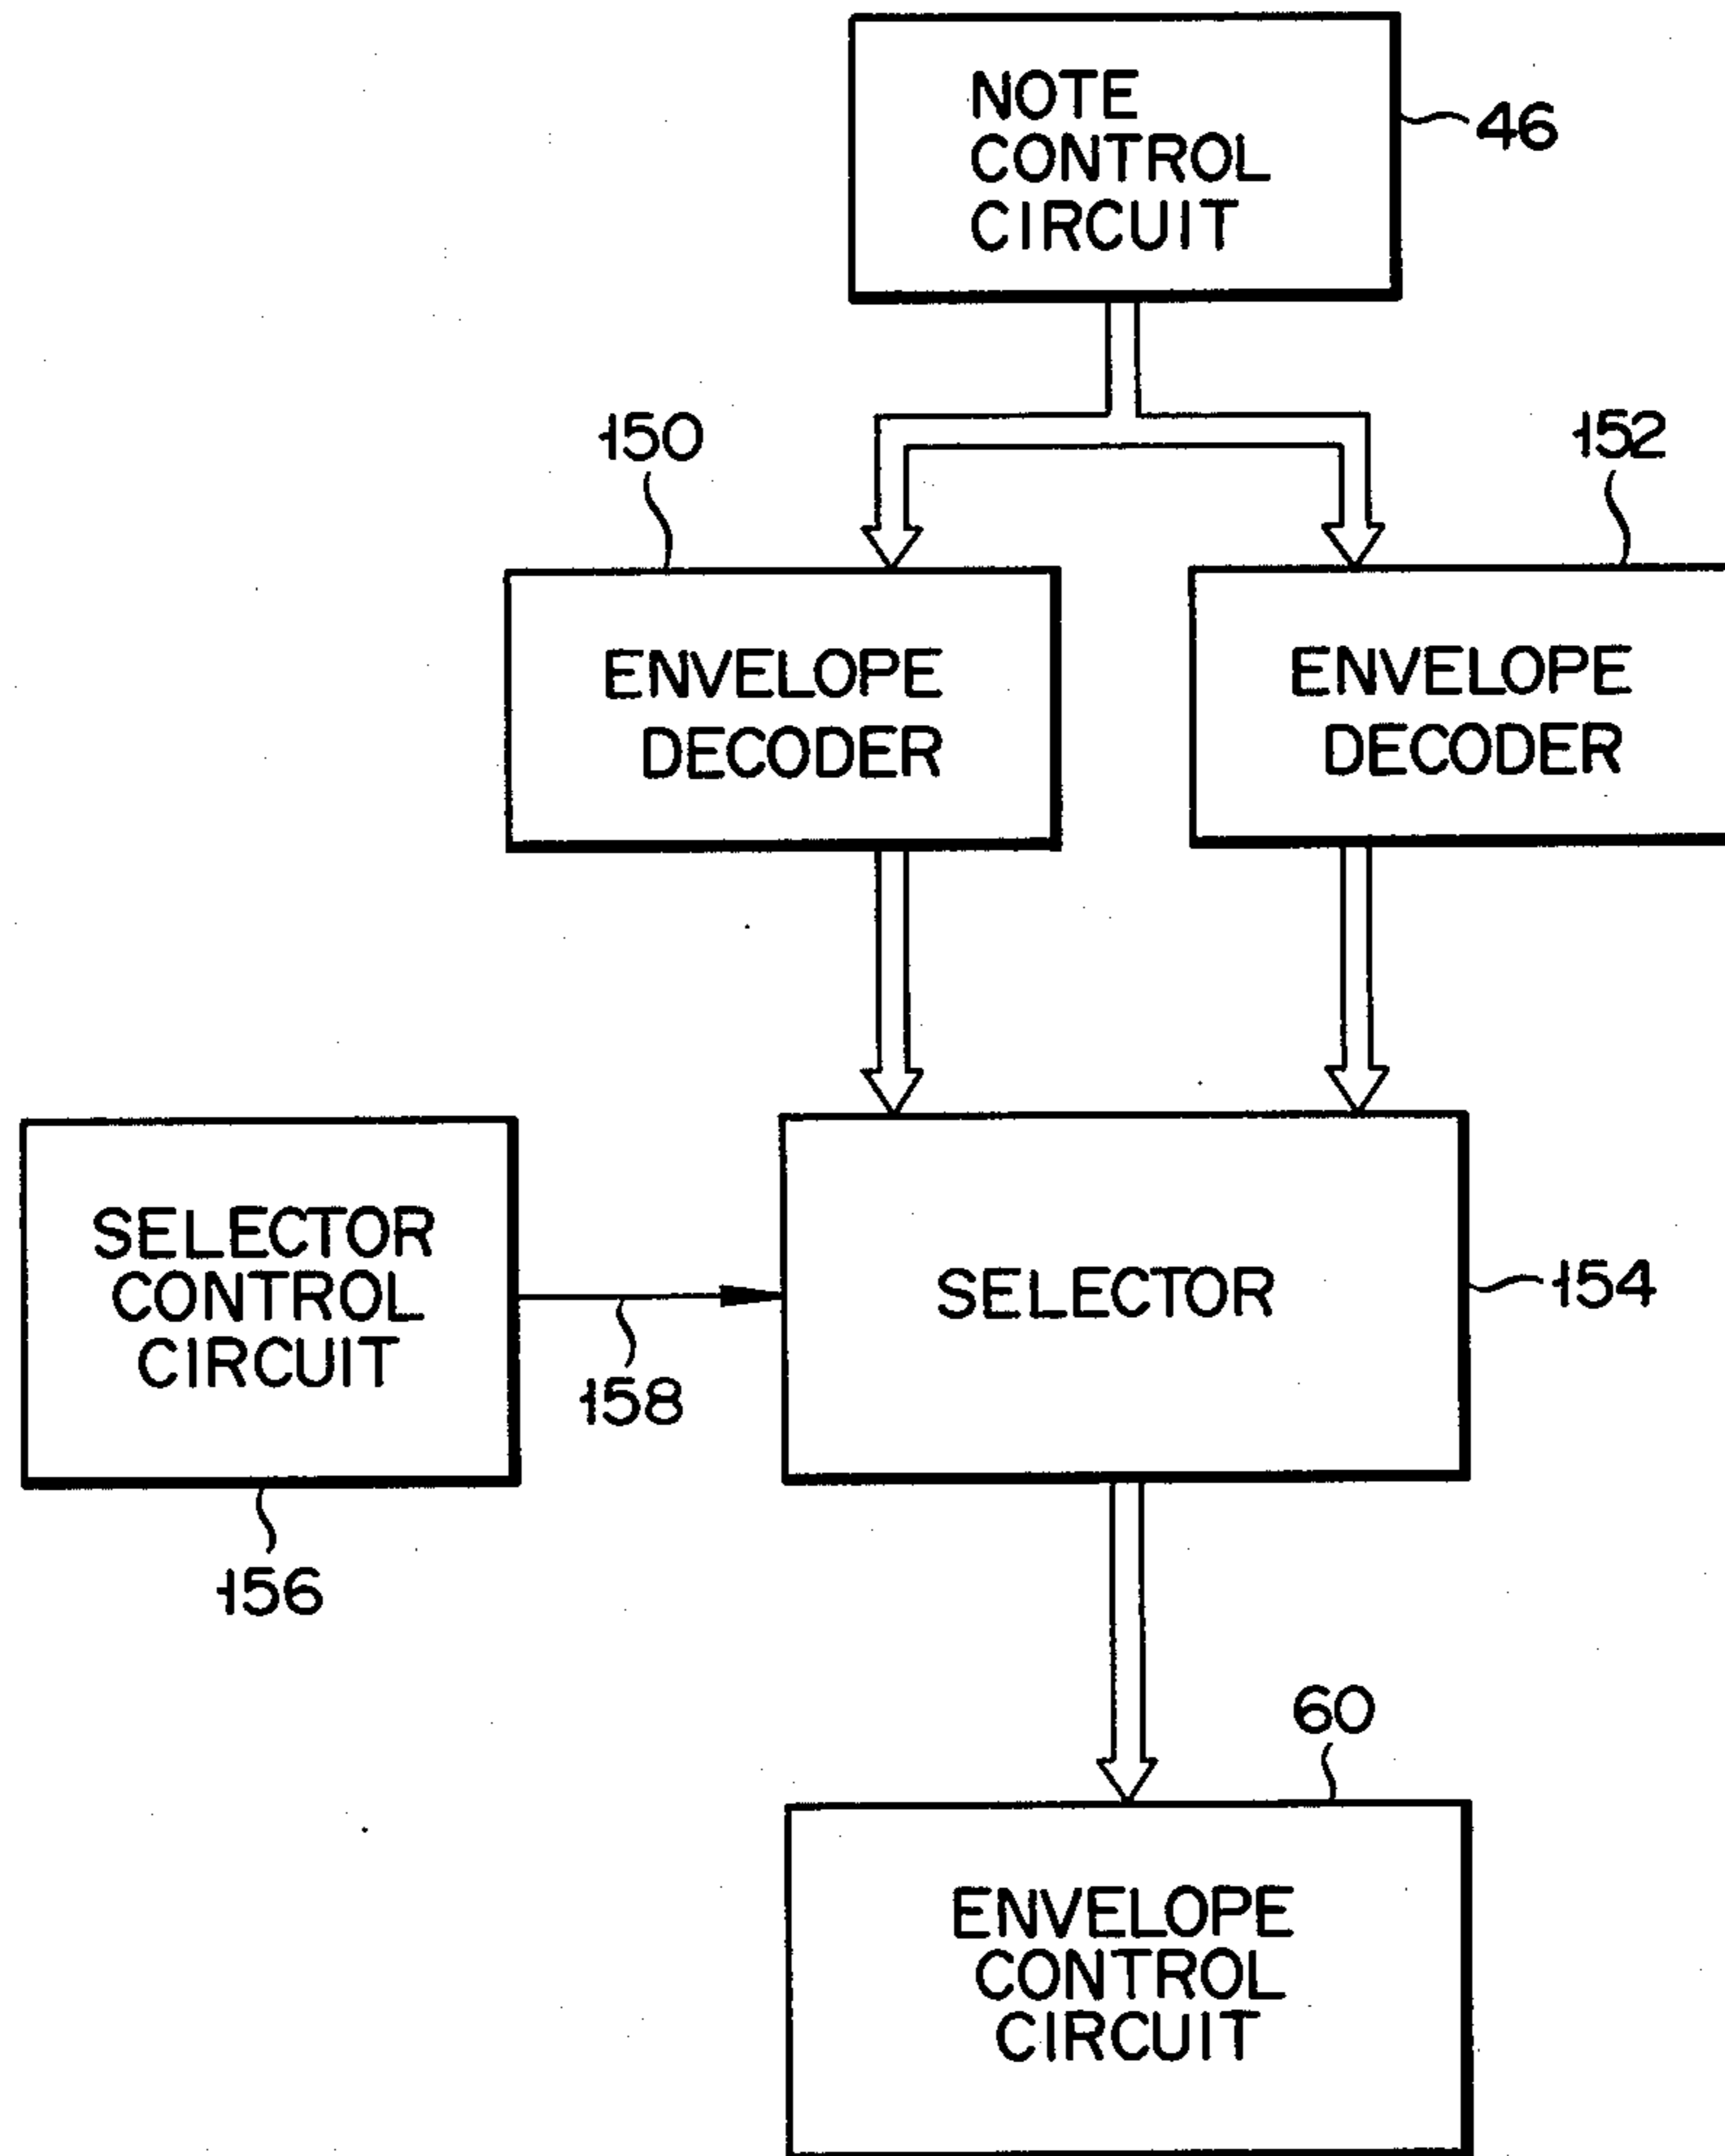 NOTE
CONTROL
CIRCUIT
46
150
152
ENVELOPE
DECODER
ENVELOPE
DECODER
SELECTOR
CONTROL
CIRCUIT
SELECTOR
154
158
156
60
ENVELOPE
CONTROL
CIRCUIT